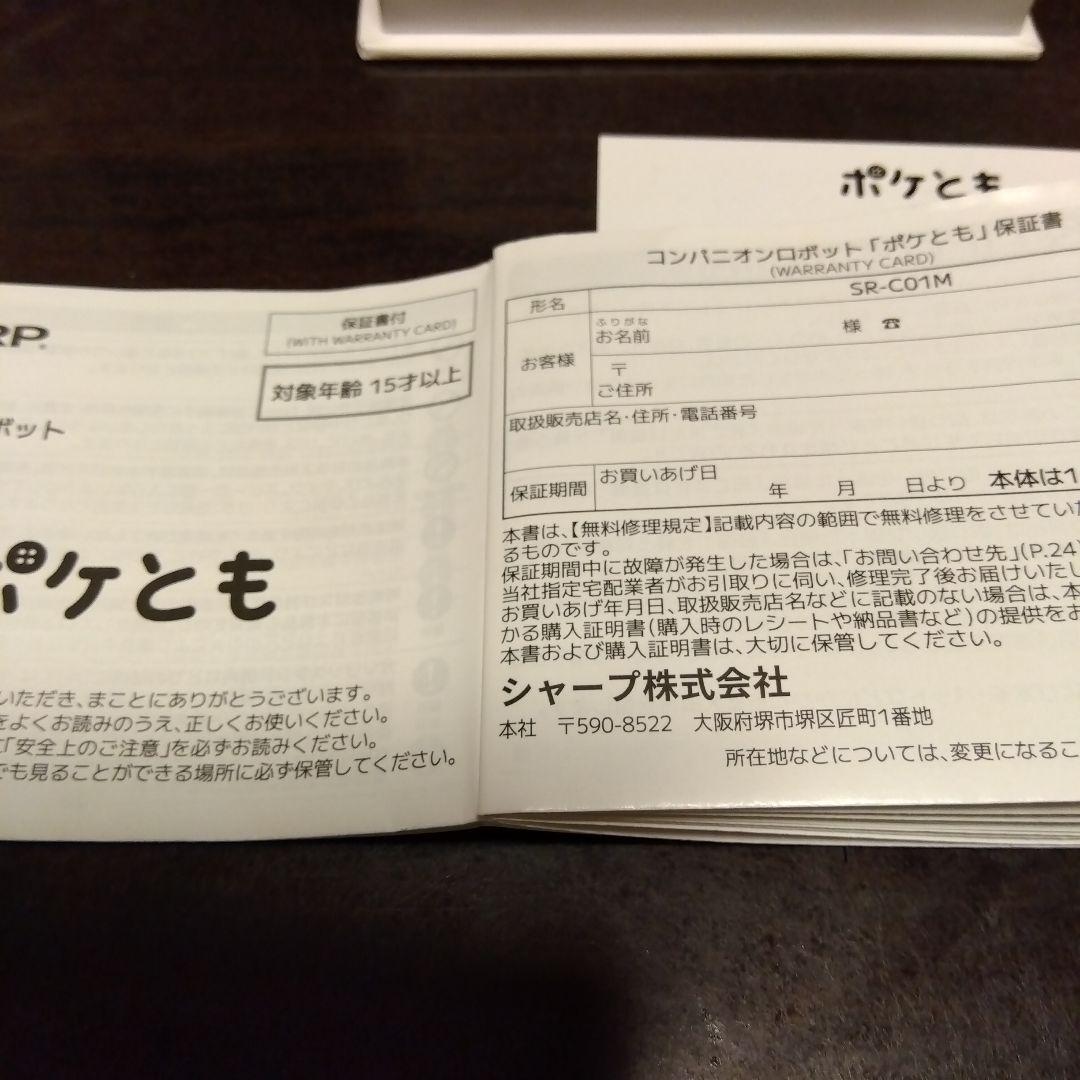 ポケとも
RP
保証書付
(WITH WARRANTY CARD)
対象年齢 15才以上
ボット
ポケとも
いただき、まことにありがとうございます。
をよくお読みのうえ、正しくお使いください。
「安全上のご注意」を必ずお読みください。
でも見ることができる場所に必ず保管してください。
コンパニオンロボット「ポケとも」保証書
(WARRANTY CARD)
形名 SR-C01M
お客様
ふりがな
お名前 様 ☎
〒
ご住所
取扱販売店名・住所・電話番号
保証期間 お買いあげ日 年 月 日より 本体は1
本書は、【無料修理規定】記載内容の範囲で無料修理をさせていた
るものです。
保証期間中に故障が発生した場合は、「お問い合わせ先」(P.24)
当社指定宅配業者がお引取りに伺い、修理完了後お届けいたし
お買いあげ年月日、取扱販売店名などに記載のない場合は、本
かる購入証明書(購入時のレシートや納品書など)の提供をお
本書および購入証明書は、大切に保管してください。
シャープ株式会社
本社 〒590-8522 大阪府堺市堺区匠町1番地
所在地などについては、変更になるこ